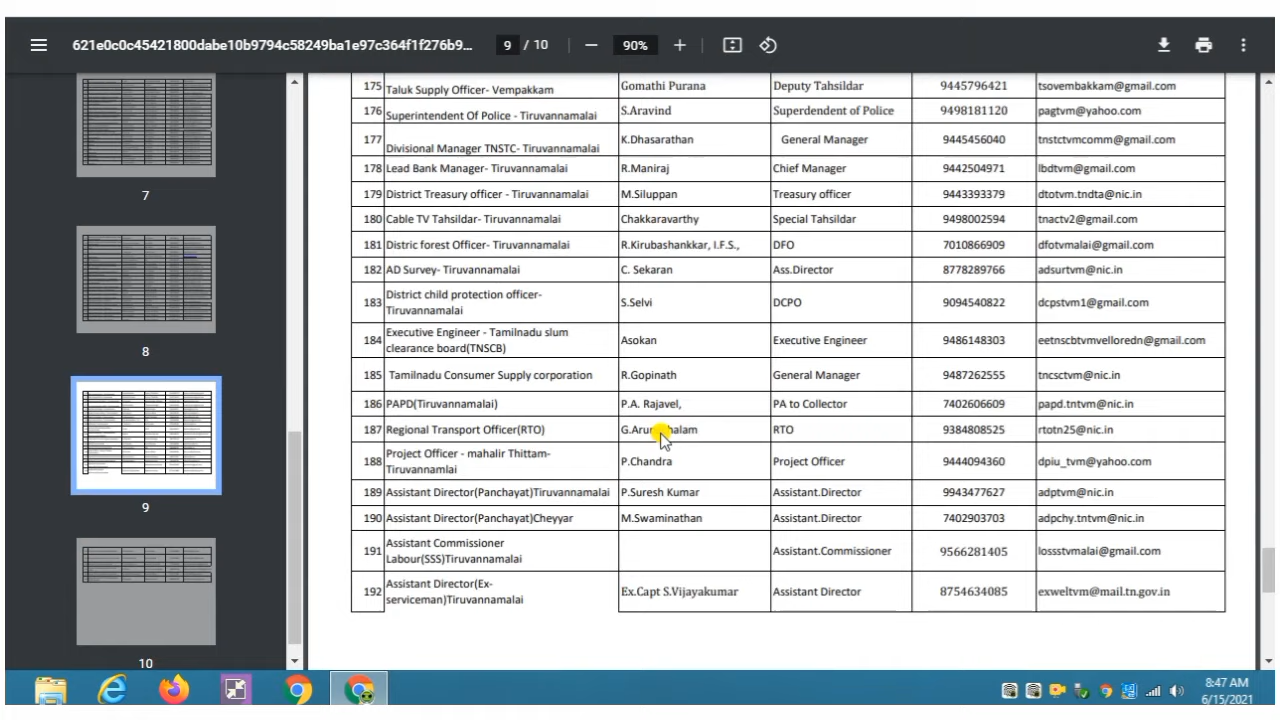 621e0c0c45421800dabe10b9794c58249ba1e97c364f1f276b9...
9 / 10
90%
7
8
9
10
175 Taluk Supply Officer- Vempakkam Gomathi Purana Deputy Tahsildar 9445796421 tsovembakkam@gmail.com
176 Superintendent Of Police - Tiruvannamalai S.Aravind Superdendent of Police 9498181120 pagtvm@yahoo.com
177 Divisional Manager TNSTC- Tiruvannamalai K.Dhasarathan General Manager 9445456040 tnstctvmcomm@gmail.com
178 Lead Bank Manager- Tiruvannamalai R.Maniraj Chief Manager 9442504971 lbdtvm@gmail.com
179 District Treasury officer - Tiruvannamalai M.Siluppan Treasury officer 9443393379 dtotvm.tndta@nic.in
180 Cable TV Tahsildar- Tiruvannamalai Chakkaravarthy Special Tahsildar 9498002594 tnactv2@gmail.com
181 Distric forest Officer- Tiruvannamalai R.Kirubashankkar, I.F.S., DFO 7010866909 dfotvmalai@gmail.com
182 AD Survey- Tiruvannamalai C. Sekaran Ass.Director 8778289766 adsurtvm@nic.in
183 District child protection officer- S.Selvi DCPO 9094540822 dcpstvm1@gmail.com
Tiruvannamalai
184 Executive Engineer - Tamilnadu slum Asokan Executive Engineer 9486148303 eetnscbtvmvelloredn@gmail.com
clearance board(TNSCB)
185 Tamilnadu Consumer Supply corporation R.Gopinath General Manager 9487262555 tncsctvm@nic.in
186 PAPD(Tiruvannamalai) P.A. Rajavel, PA to Collector 7402606609 papd.tntvm@nic.in
187 Regional Transport Officer(RTO) RTO 9384808525 rtotn25@nic.in
188 Project Officer - mahalir Thittam- P.Chandra Project Officer 9444094360 dpiu_tvm@yahoo.com
Tiruvannamlai
189 Assistant Director(Panchayat)Tiruvannamalai P.Suresh Kumar Assistant.Director 9943477627 adptvm@nic.in
190 Assistant Director(Panchayat)Cheyyar M.Swaminathan Assistant.Director 7402903703 adpchy.tntvm@nic.in
191 Assistant Commissioner Assistant.Commissioner 9566281405 lossstvmalai@gmail.com
Labour(SSS)Tiruvannamalai
192 Assistant Director(Ex- Ex.Capt S.Vijayakumar Assistant Director 8754634085 exweltvm@mail.tn.gov.in
serviceman)Tiruvannamalai
8:47 AM
6/15/2021